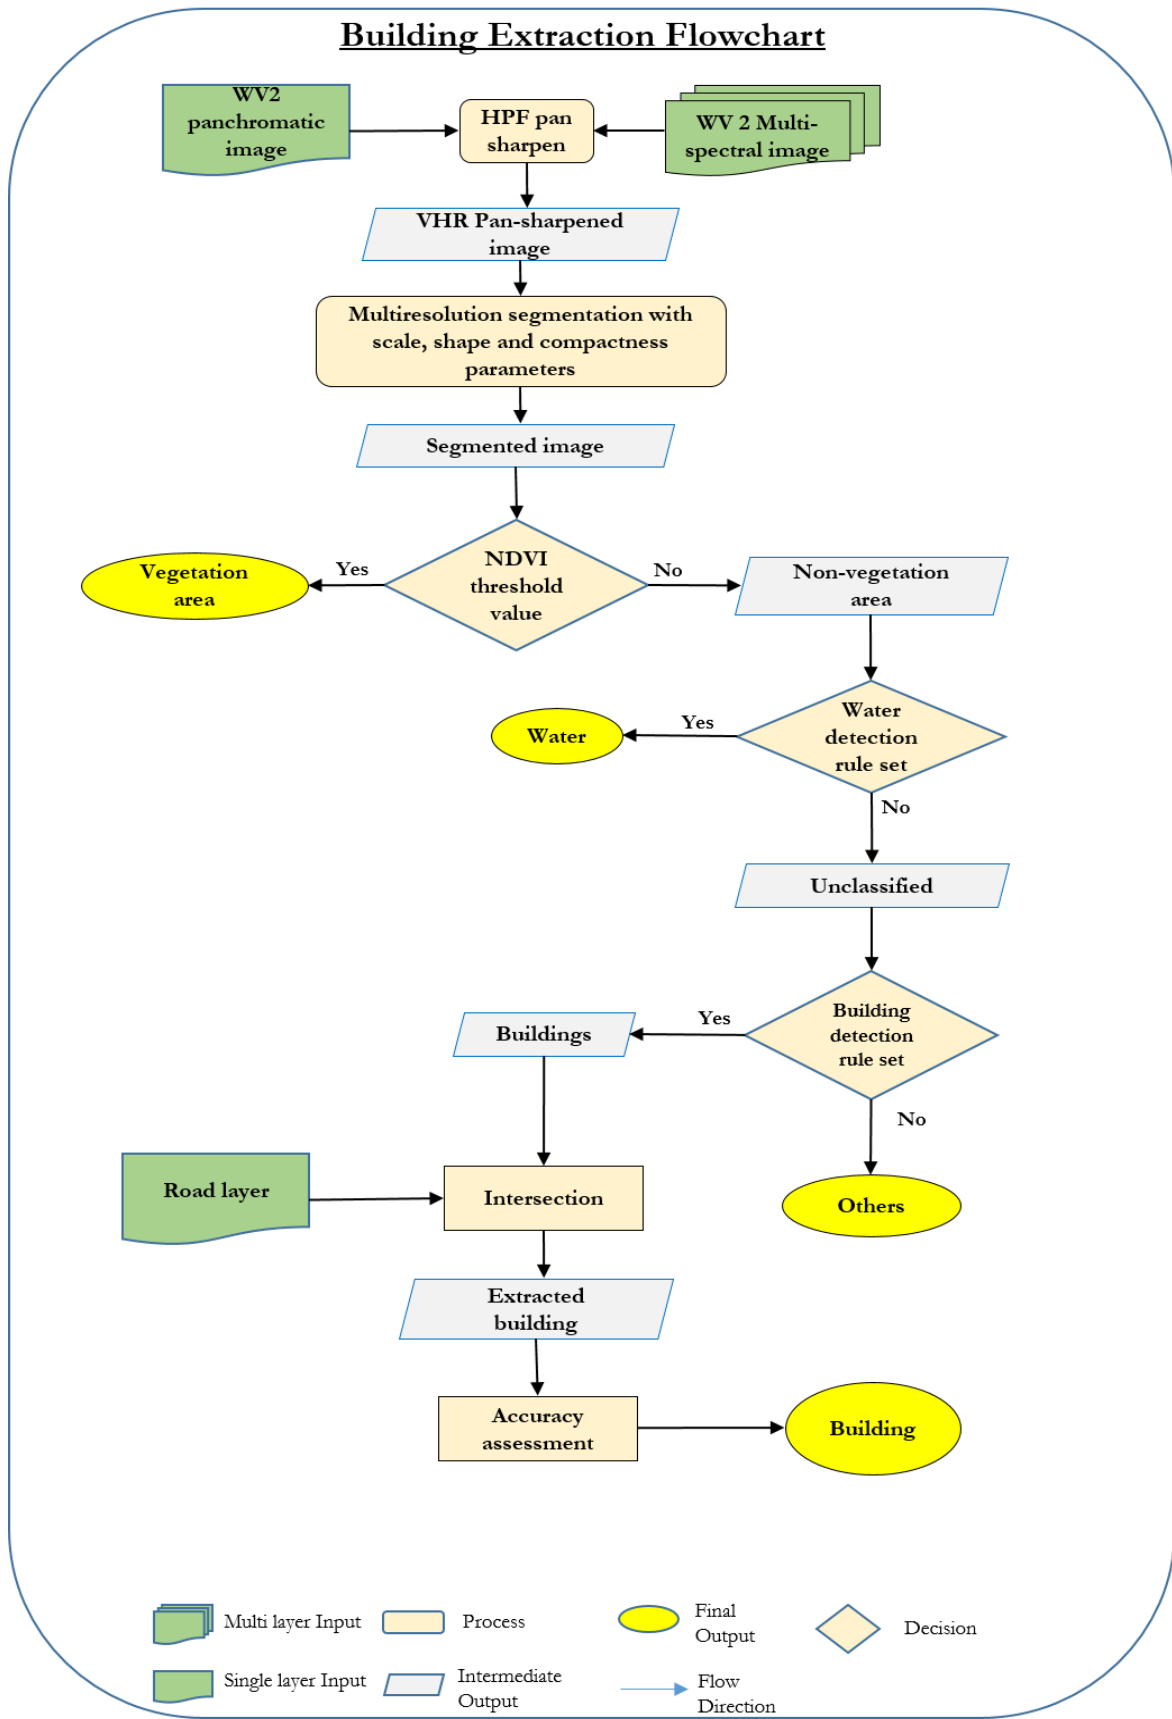 Building Extraction Flowchart
WV2
panchromatic
image
HPF pan
sharpen
WV 2 Multi-
spectral image
VHR Pan-sharpened
image
Multiresolution segmentation with
scale, shape and compactness
parameters
Segmented image
NDVI
threshold
value
Yes
No
Vegetation
area
Non-vegetation
area
Water
detection
rule set
Yes
Water
No
Unclassified
Building
detection
rule set
Yes
Buildings
No
Others
Road layer
Intersection
Extracted
building
Accuracy
assessment
Building
Multi layer Input
Process
Final
Output
Decision
Single layer Input
Intermediate
Output
Flow
Direction